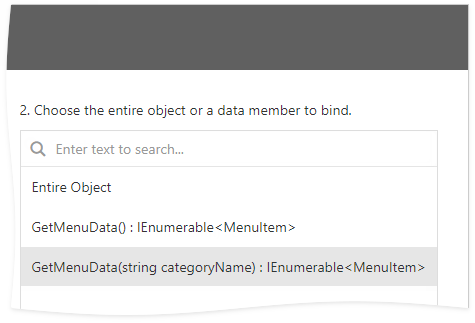 2. Choose the entire object or a data member to bind.
Enter text to search...
Entire Object
GetMenuData() : IEnumerable<MenuItem>
GetMenuData(string categoryName) : IEnumerable<MenuItem>